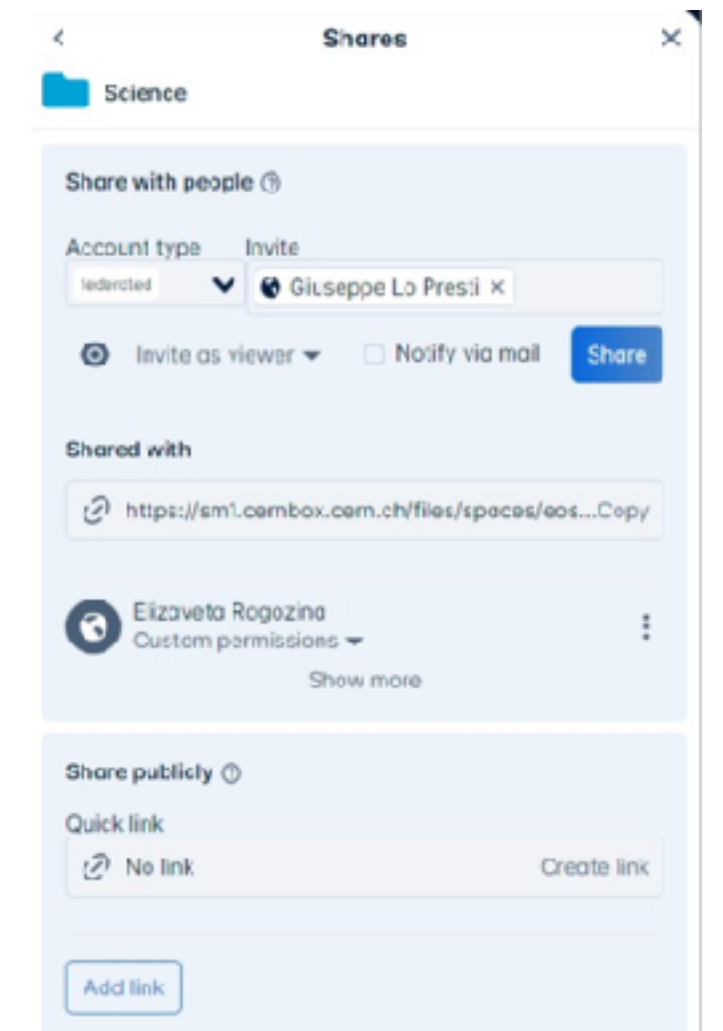 Shares
Science
Share with people
Account type Invite
federated Giuseppe Lo Presti ×
Invite as viewer Notify via mail Share
Shared with
https://sm1.cernbox.cern.ch/files/spaces/eos...Copy
Elizaveta Rogozina
Custom permissions
Show more
Share publicly
Quick link
No link Create link
Add link